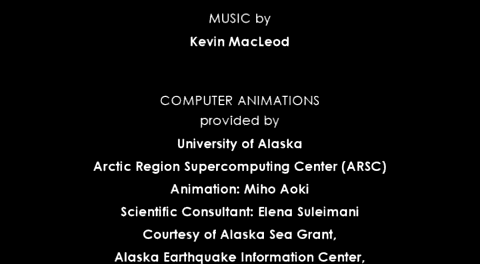 MUSIC by
Kevin MacLeod
COMPUTER ANIMATIONS
provided by
University of Alaska
Arctic Region Supercomputing Center (ARSC)
Animation: Miho Aoki
Scientific Consultant: Elena Suleimani
Courtesy of Alaska Sea Grant,
Alaska Earthquake Information Center,